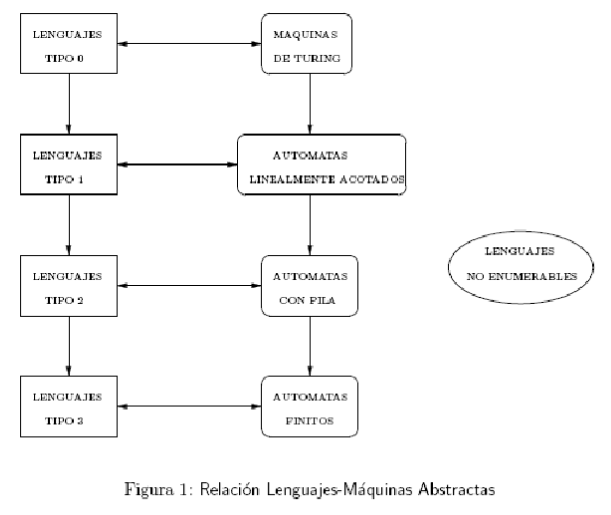 LENGUAJES
TIPO 0
MAQUINAS
DE TURING
LENGUAJES
TIPO 1
AUTOMATAS
LINEALMENTE ACOTADOS
LENGUAJES
NO ENUMERABLES
LENGUAJES
TIPO 2
AUTOMATAS
CON FILA
LENGUAJES
TIPO 3
AUTOMATAS
FINITOS
Figura 1: Relación Lenguajes-Máquinas Abstractas